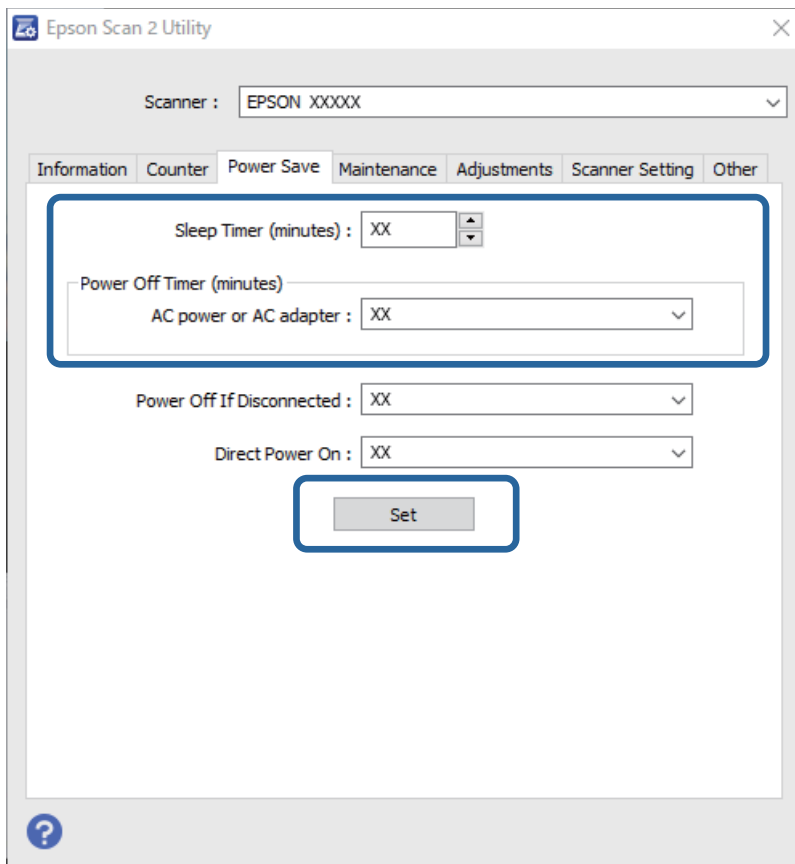 Epson Scan 2 Utility
Scanner : EPSON XXXXX
Information Counter Power Save Maintenance Adjustments Scanner Setting Other
Sleep Timer (minutes) : XX
Power Off Timer (minutes)
AC power or AC adapter : XX
Power Off If Disconnected : XX
Direct Power On : XX
Set
?